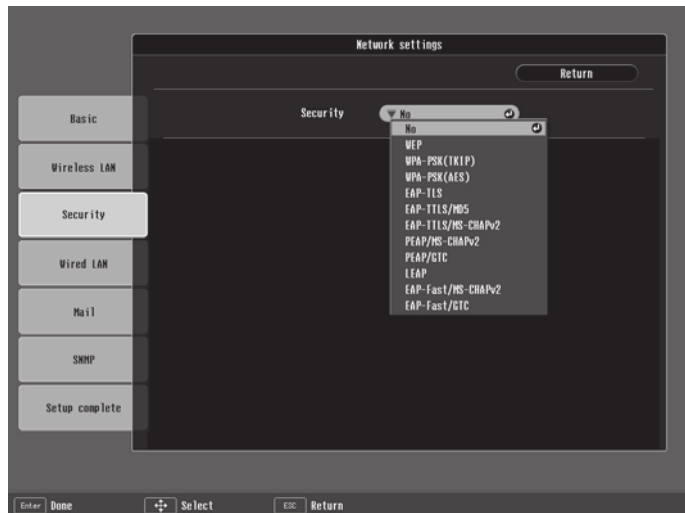 Network settings
Return
Security
No
No
WEP
WPA-PSK(TKIP)
WPA-PSK(AES)
EAP-TLS
EAP-TTLS/MD5
EAP-TTLS/MS-CHAPv2
PEAP/MS-CHAPv2
PEAP/GTC
LEAP
EAP-Fast/MS-CHAPv2
EAP-Fast/GTC
Basic
Wireless LAN
Security
Wired LAN
Mail
SNMP
Setup complete
Enter Done Select ESC Return